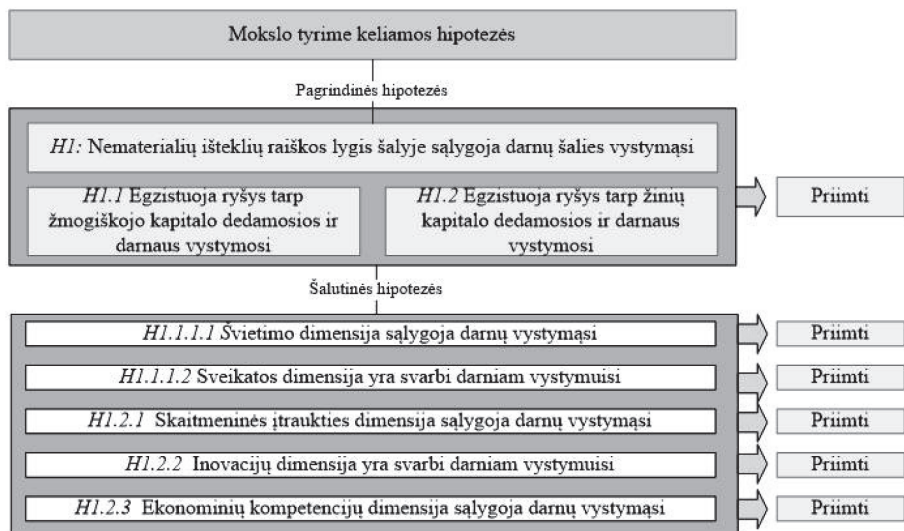 Mokslo tyrime keliamos hipotezės
Pagrindinės hipotezės
H1: Nematerialių išteklių raiškos lygis šalyje sąlygoja darnų šalies vystymąsi
H1.1 Egzistuoja ryšys tarp
žmogiškojo kapitalo dedamosios ir
darnaus vystymosi
H1.2 Egzistuoja ryšys tarp žinių
kapitalo dedamosios ir darnaus
vystymosi
Priimti
Šalutinės hipotezės
H1.1.1.1 Švietimo dimensija sąlygoja darnų vystymąsi
Priimti
H1.1.1.2 Sveikatos dimensija yra svarbi darniam vystymuisi
Priimti
H1.2.1 Skaitmeninės įtraukties dimensija sąlygoja darnų vystymąsi
Priimti
H1.2.2 Inovacijų dimensija yra svarbi darniam vystymuisi
Priimti
H1.2.3 Ekonominių kompetencijų dimensija sąlygoja darnų vystymąsi
Priimti